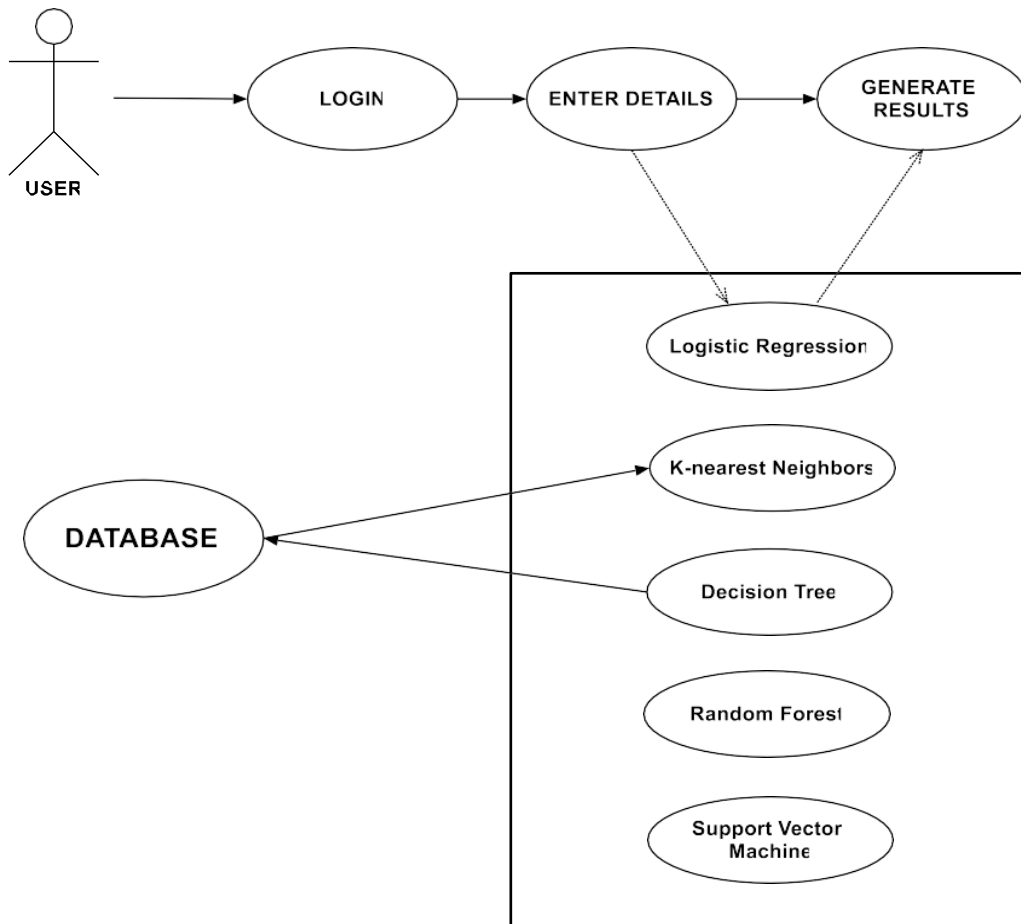 LOGIN
ENTER DETAILS
GENERATE
RESULTS
USER
Logistic Regression
K-nearest Neighbors
DATABASE
Decision Tree
Random Forest
Support Vector
Machine